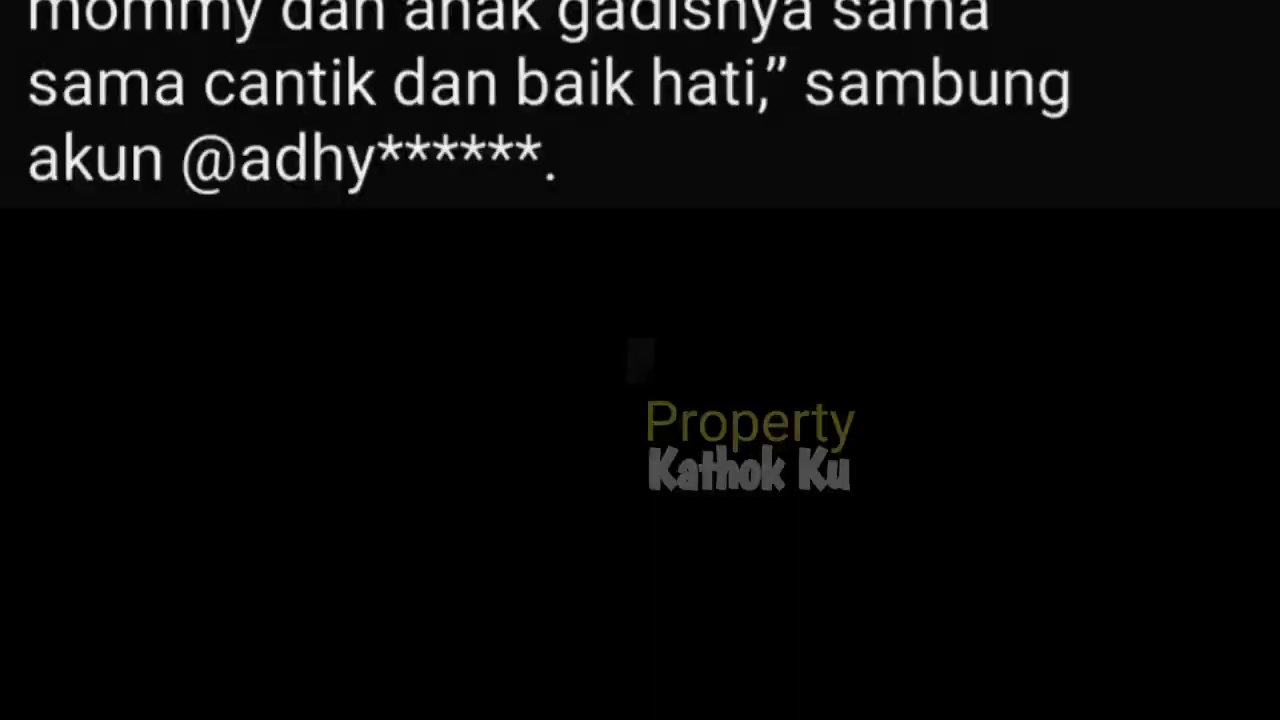 mommy dan anak gadisnya sama
sama cantik dan baik hati,” sambung
akun @adhy******.
Property
Kathok Ku